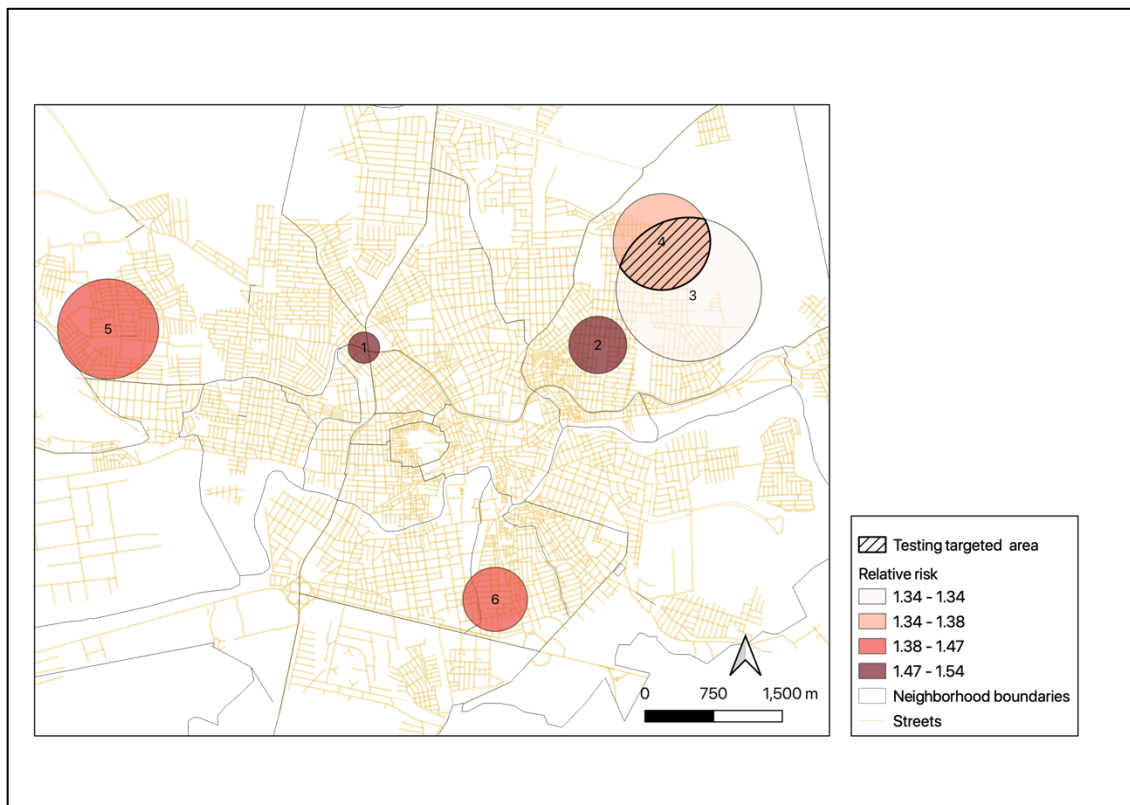 4
3
5
1
2
6
0 750 1,500 m
Testing targeted area
Relative risk
1.34 - 1.34
1.34 - 1.38
1.38 - 1.47
1.47 - 1.54
Neighborhood boundaries
Streets